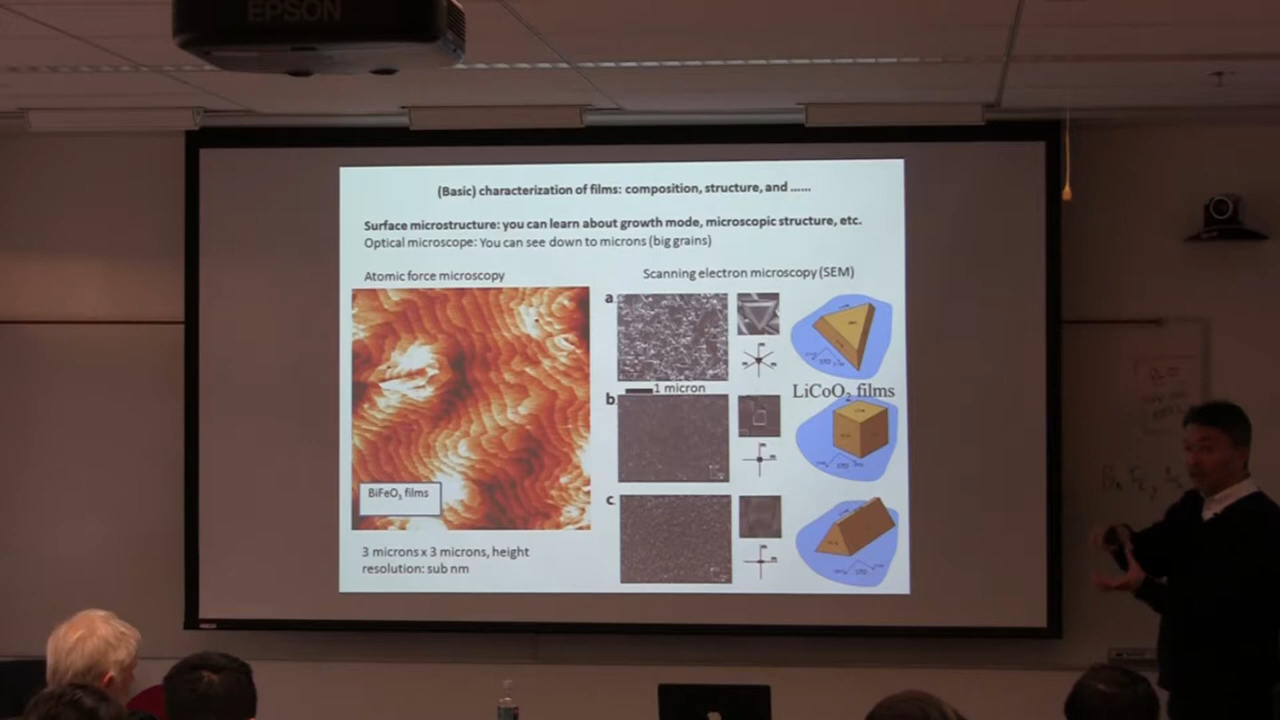 EPSON
(Basic) characterization of films: composition, structure, and ......
Surface microstructure: you can learn about growth mode, microscopic structure, etc.
Optical microscope: You can see down to microns (big grains)
Atomic force microscopy
Scanning electron microscopy (SEM)
a
1 micron
LiCoO₂ films
b
c
BiFeO₃ films
3 microns x 3 microns, height
resolution: sub nm